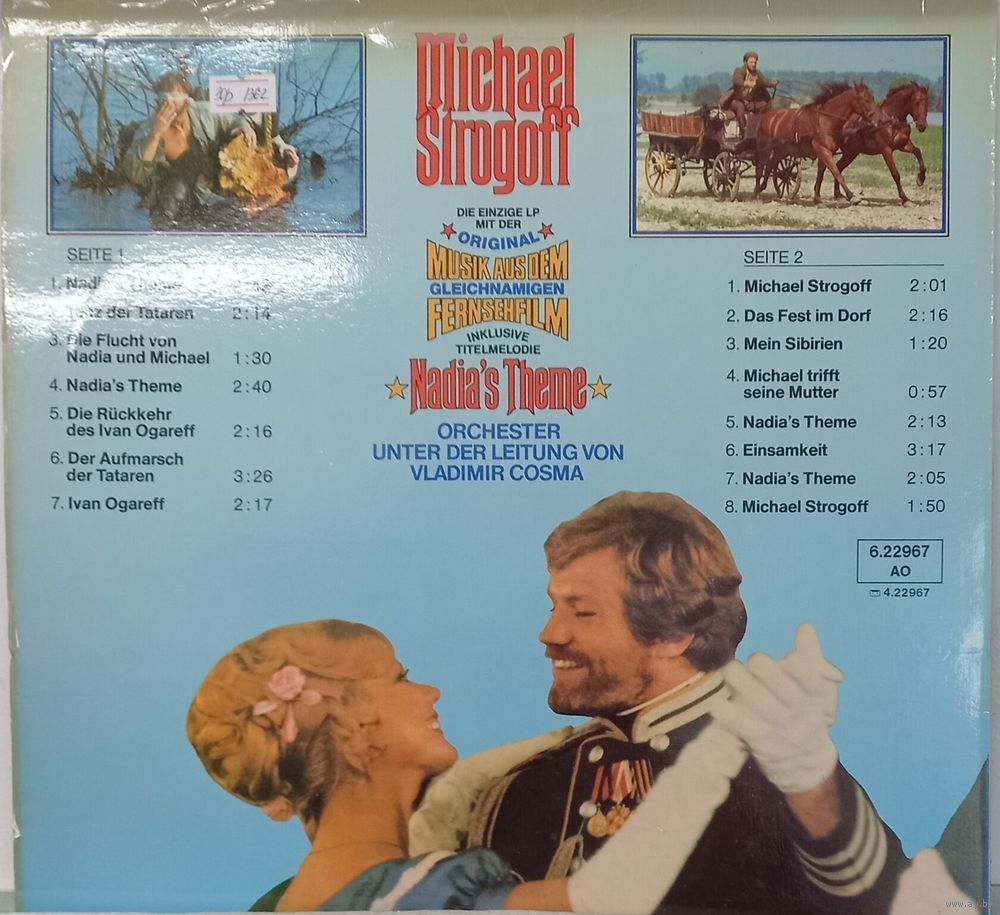 Michael
Strogoff
DIE EINZIGE LP
MIT DER
ORIGINAL
MUSIK AUS DEM
GLEICHNAMIGEN
FERNSEHFILM
INKLUSIVE
TITELMELODIE
Nadia's Theme
ORCHESTER
UNTER DER LEITUNG VON
VLADIMIR COSMA
SEITE 1
1. Nadia's Theme
2. Tanz der Tataren 2:14
3. Die Flucht von
Nadia und Michael 1:30
4. Nadia's Theme 2:40
5. Die Rückkehr
des Ivan Ogareff 2:16
6. Der Aufmarsch
der Tataren 3:26
7. Ivan Ogareff 2:17
SEITE 2
1. Michael Strogoff 2:01
2. Das Fest im Dorf 2:16
3. Mein Sibirien 1:20
4. Michael trifft
seine Mutter 0:57
5. Nadia's Theme 2:13
6. Einsamkeit 3:17
7. Nadia's Theme 2:05
8. Michael Strogoff 1:50
6.22967
AO
4.22967